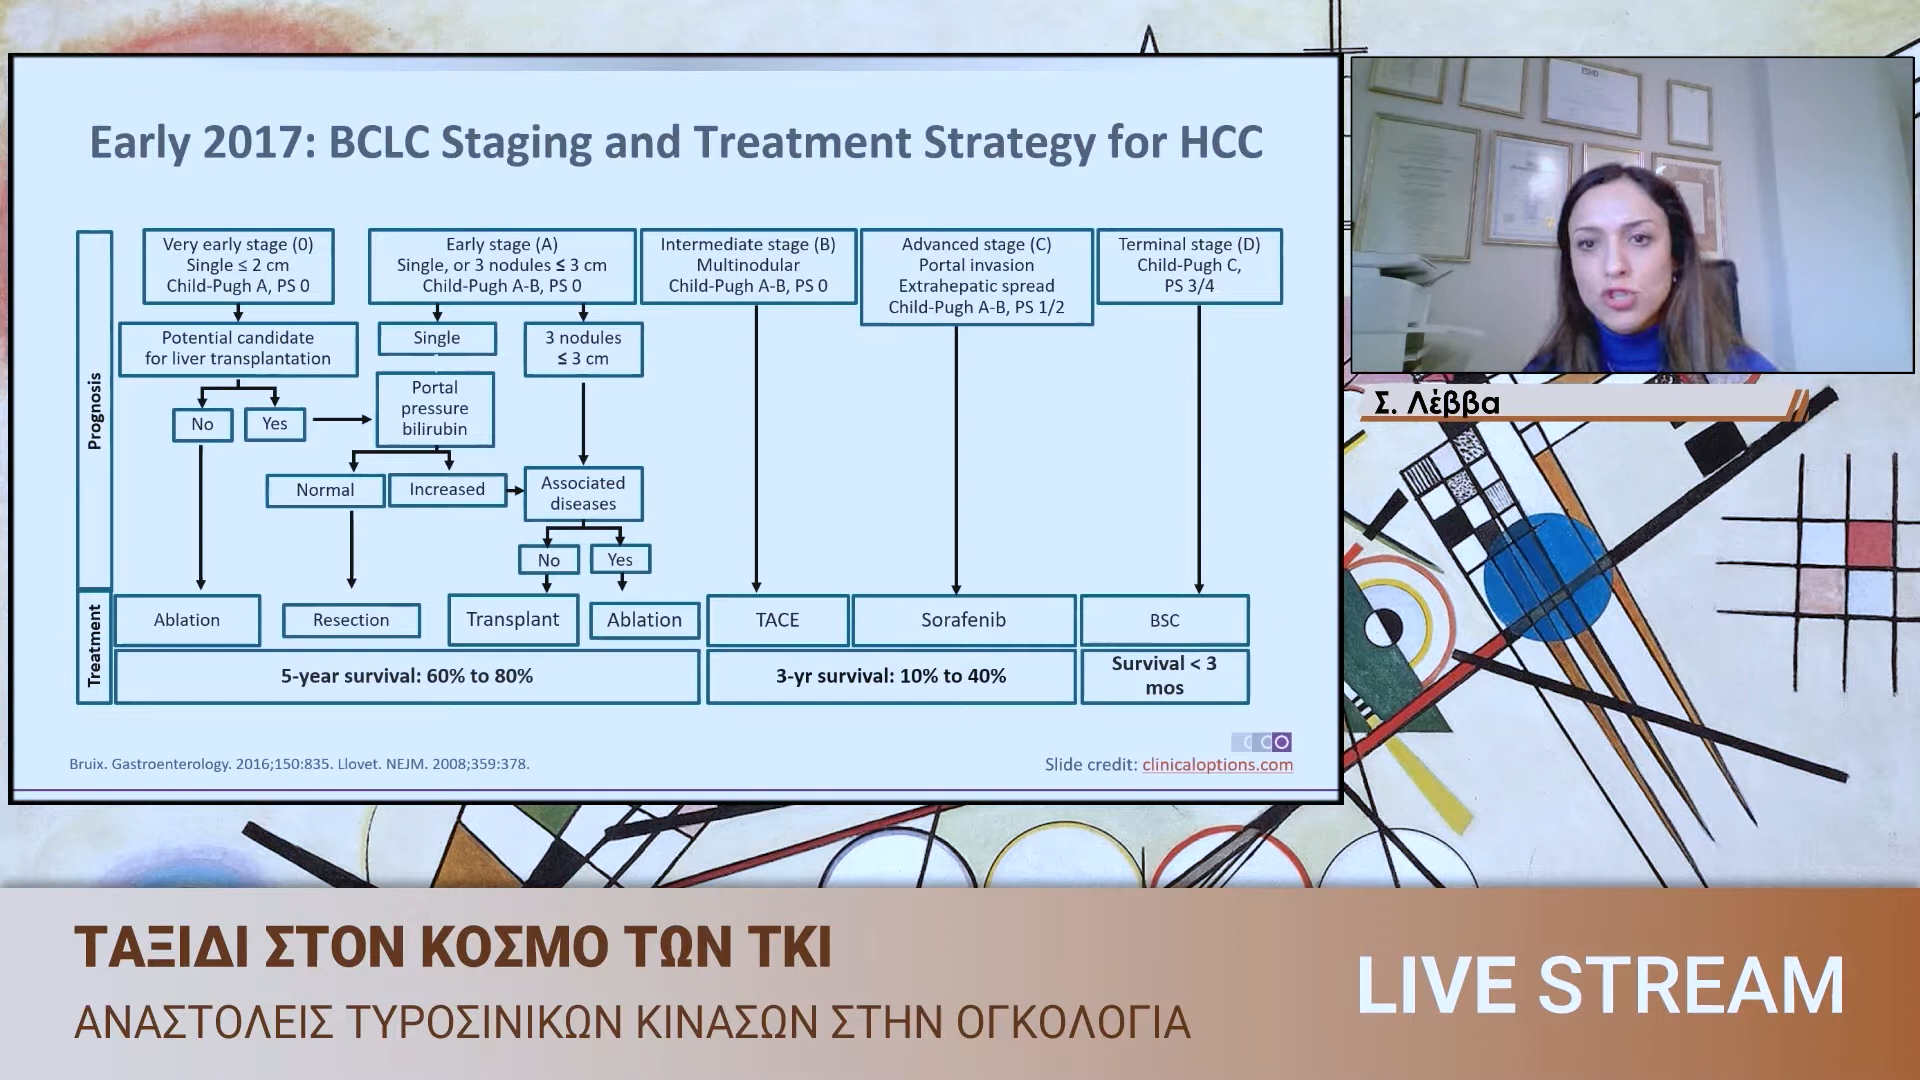 Early 2017: BCLC Staging and Treatment Strategy for HCC
Prognosis
Very early stage (0)
Single ≤ 2 cm
Child-Pugh A, PS 0
Early stage (A)
Single, or 3 nodules ≤ 3 cm
Child-Pugh A-B, PS 0
Intermediate stage (B)
Multinodular
Child-Pugh A-B, PS 0
Advanced stage (C)
Portal invasion
Extrahepatic spread
Child-Pugh A-B, PS 1/2
Terminal stage (D)
Child-Pugh C,
PS 3/4
Potential candidate
for liver transplantation
Single
3 nodules
≤ 3 cm
Portal
pressure
bilirubin
No
Yes
Normal
Increased
Associated
diseases
No
Yes
Treatment
Ablation
Resection
Transplant
Ablation
TACE
Sorafenib
BSC
5-year survival: 60% to 80%
3-yr survival: 10% to 40%
Survival < 3
mos
Bruix. Gastroenterology. 2016;150:835. Llovet. NEJM. 2008;359:378.
CCO
Slide credit: clinicaloptions.com
ESMO
Σ. Λέββα
ΤΑΞΙΔΙ ΣΤΟΝ ΚΟΣΜΟ ΤΩΝ ΤΚΙ
ΑΝΑΣΤΟΛΕΙΣ ΤΥΡΟΣΙΝΙΚΩΝ ΚΙΝΑΣΩΝ ΣΤΗΝ ΟΓΚΟΛΟΓΙΑ
LIVE STREAM